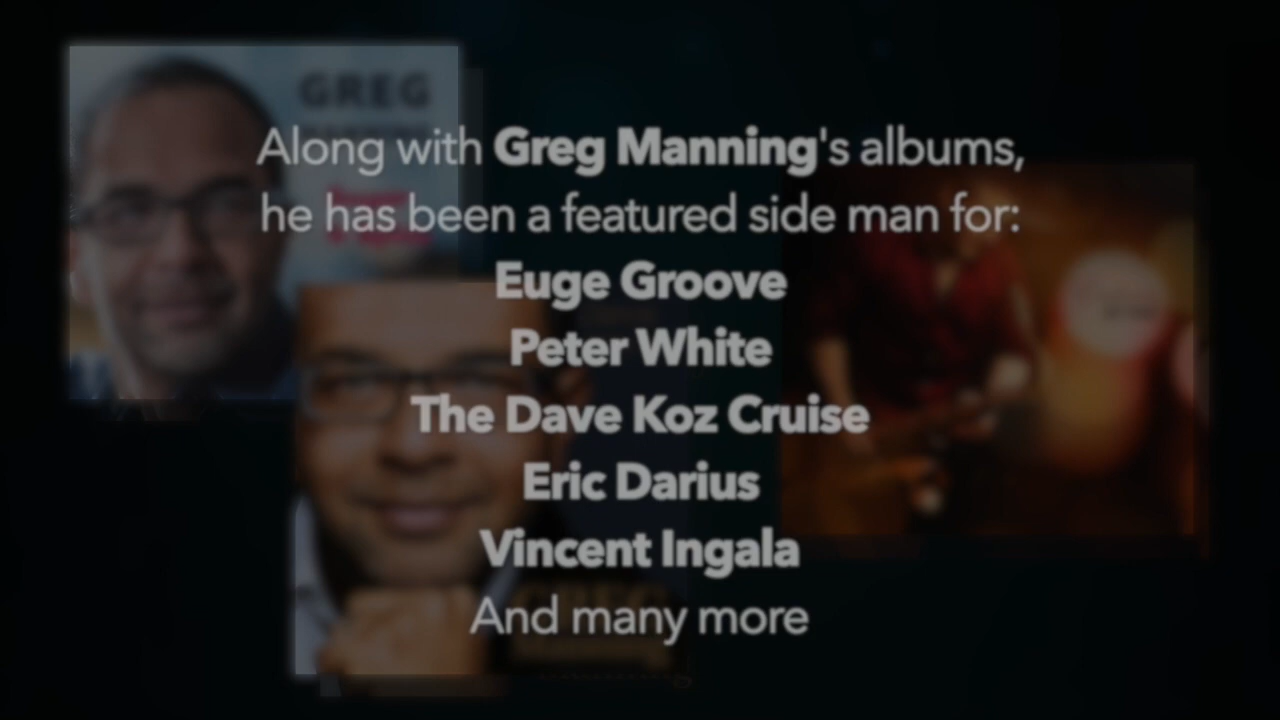 GREG
Along with Greg Manning's albums,
he has been a featured side man for:
Euge Groove
Peter White
The Dave Koz Cruise
Eric Darius
Vincent Ingala
And many more